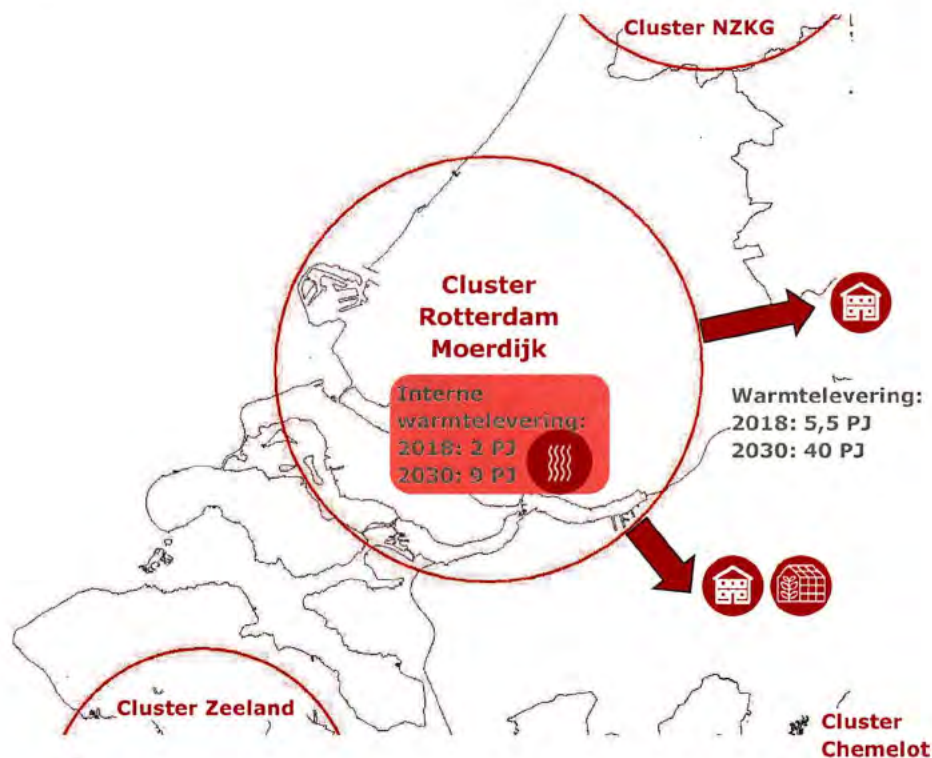 Cluster NZKG
Cluster
Rotterdam
Moerdijk
Interne
warmtelevering:
2018: 2 PJ
2030: 9 PJ
Warmtelevering:
2018: 5,5 PJ
2030: 40 PJ
Cluster Zeeland
Cluster
Chemelot